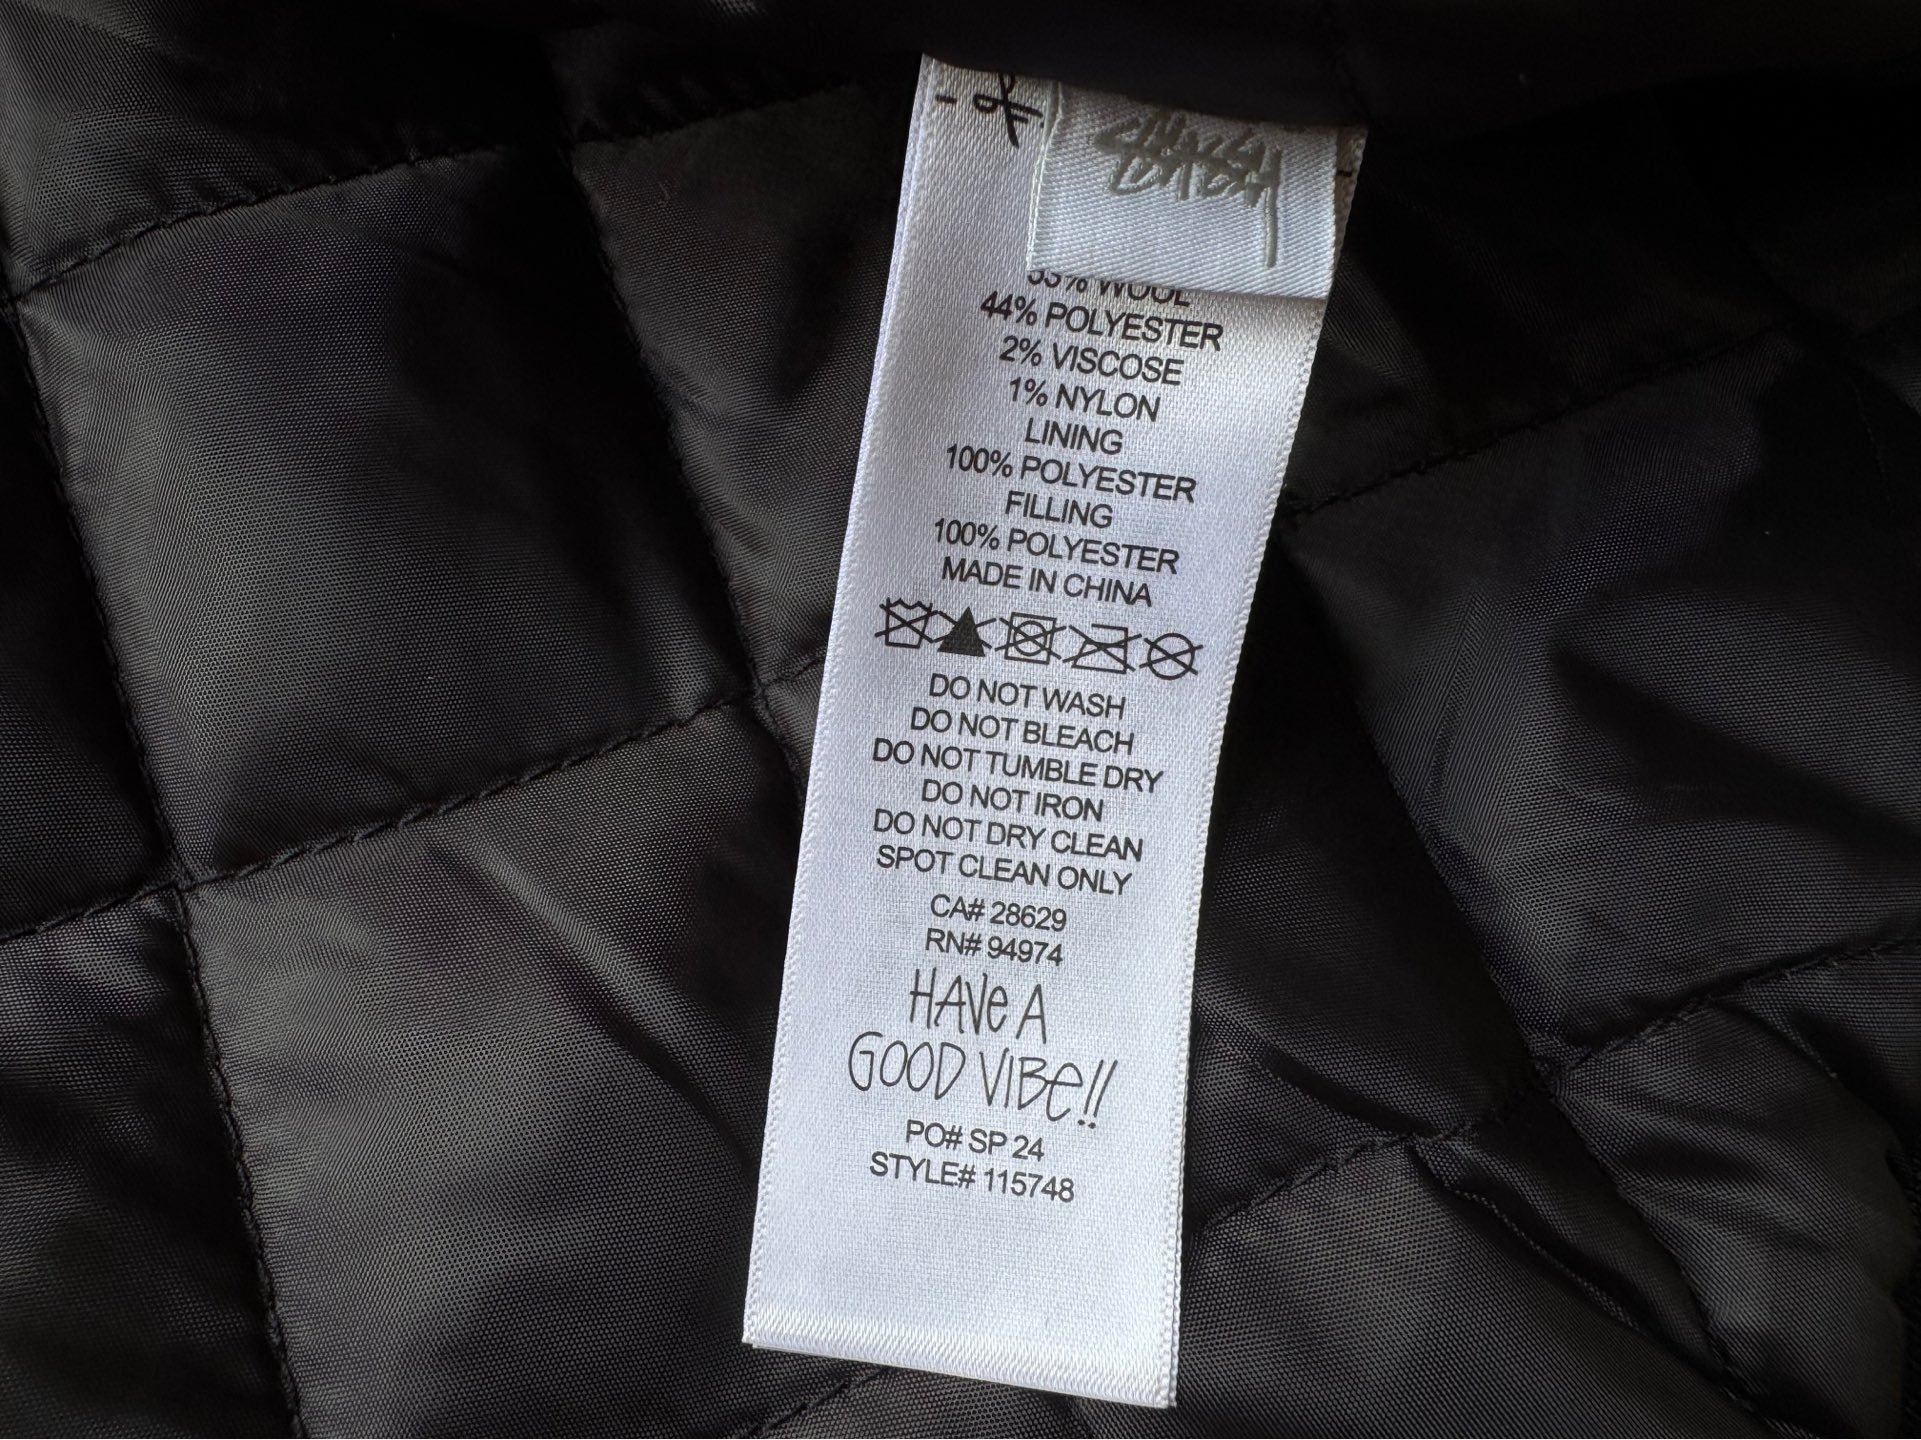 53% WOOL
44% POLYESTER
2% VISCOSE
1% NYLON
LINING
100% POLYESTER
FILLING
100% POLYESTER
MADE IN CHINA
DO NOT WASH
DO NOT BLEACH
DO NOT TUMBLE DRY
DO NOT IRON
DO NOT DRY CLEAN
SPOT CLEAN ONLY
CA# 28629
RN# 94974
HAVE A
GOOD VIBE!!
PO# SP 24
STYLE# 115748